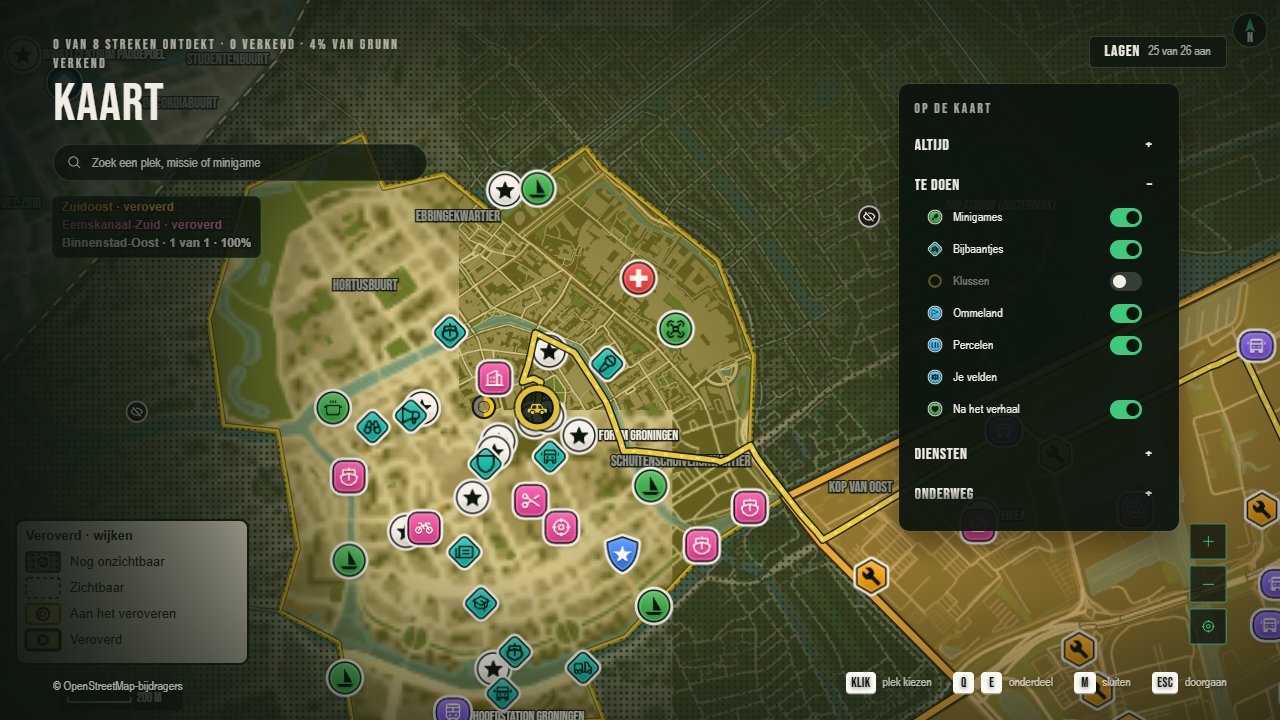 0 VAN 8 STREKEN ONTDEKT · 0 VERKEND · 4% VAN GRUNN
VERKEND
STUDENTENBUURT
KAART
Zoek een plek, missie of minigame
Zuidoost · veroverd
Eemskanaal-Zuid · veroverd
Binnenstad-Oost · 1 van 1 · 100%
EBBINGEKWARTIER
HORTUSBUURT
FORUM GRONINGEN
KOP VAN OOST
HOOFDSTATION GRONINGEN
N
LAGEN 25 van 26 aan
OP DE KAART
ALTIJD +
TE DOEN −
Minigames
Bijbaantjes
Klussen
Ommeland
Percelen
Je velden
Na het verhaal
DIENSTEN +
ONDERWEG +
Veroverd · wijken
Nog onzichtbaar
Zichtbaar
Aan het veroveren
Veroverd
+
−
© OpenStreetMap-bijdragers
200 M
KLIK plek kiezen Q E onderdeel M sluiten ESC doorgaan